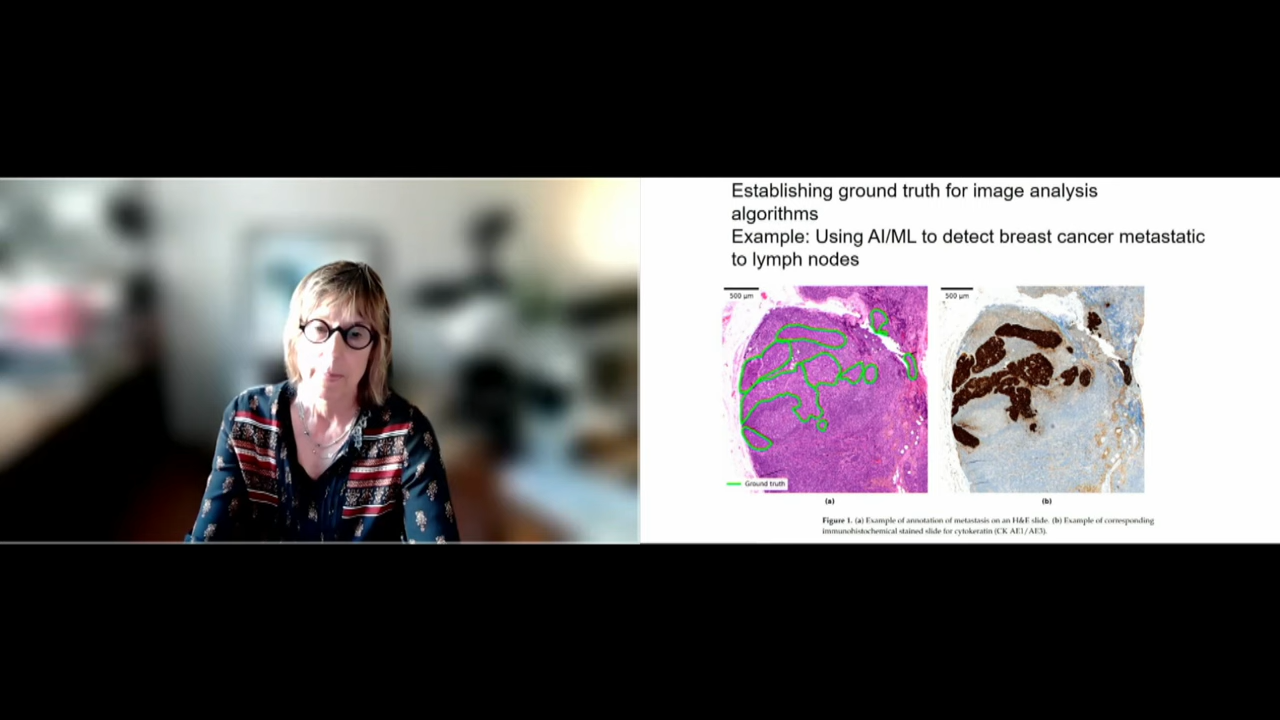 Establishing ground truth for image analysis
algorithms
Example: Using AI/ML to detect breast cancer metastatic
to lymph nodes
500 μm
500 μm
Ground truth
(a)
(b)
Figure 1. (a) Example of annotation of metastasis on an H&E slide. (b) Example of corresponding
immunohistochemical stained slide for cytokeratin (CK AE1/AE3).